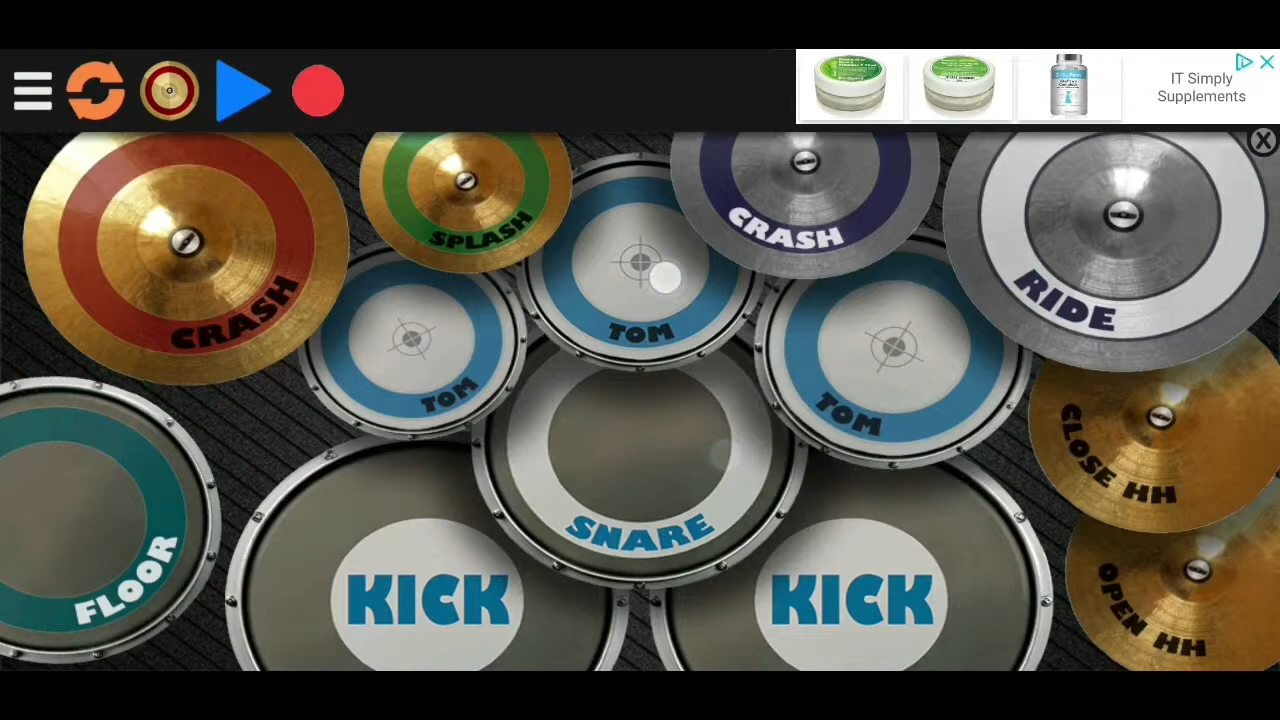 IT Simply
Supplements
X
CRASH
SPLASH
CRASH
RIDE
TOM
TOM
TOM
CLOSE HH
SNARE
FLOOR
KICK
KICK
OPEN HH